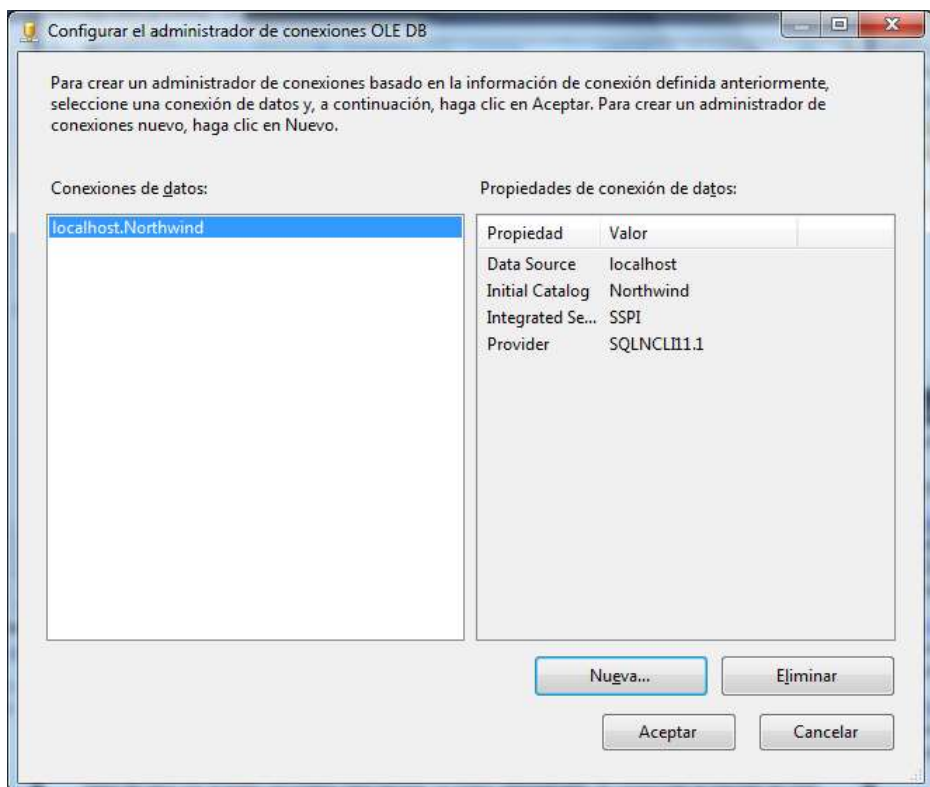 Configurar el administrador de conexiones OLE DB
Para crear un administrador de conexiones basado en la información de conexión definida anteriormente,
seleccione una conexión de datos y, a continuación, haga clic en Aceptar. Para crear un administrador de
conexiones nuevo, haga clic en Nuevo.
Conexiones de datos:
localhost.Northwind
Propiedades de conexión de datos:
Propiedad Valor
Data Source localhost
Initial Catalog Northwind
Integrated Se... SSPI
Provider SQLNCLI11.1
Nueva... Eliminar
Aceptar Cancelar